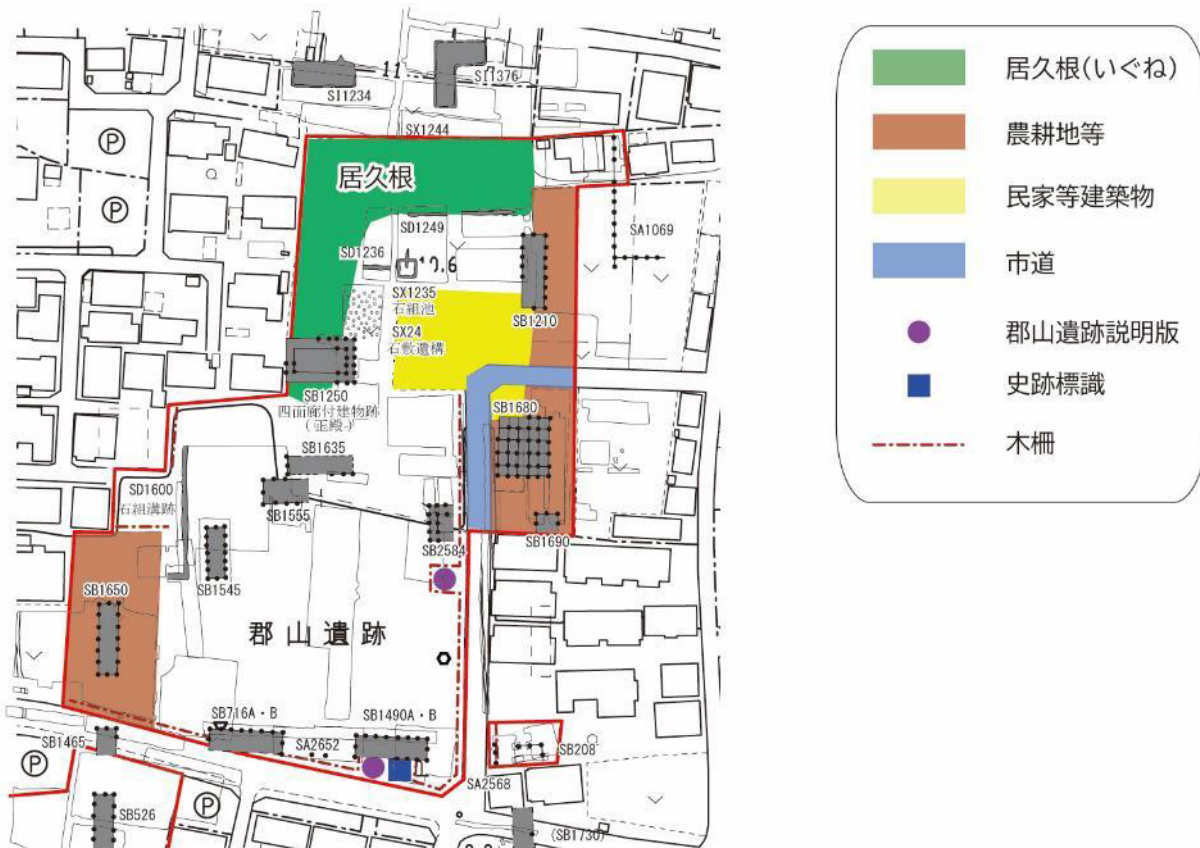 11
SI1234
SI1376
SX1244
居久根
SD1249
SD1236
SA1069
SX1235
石組池
SB1210
SX24
石敷遺構
SB1250
四面廊付建物跡
(正殿)
SB1680
SB1635
SD1600
石組溝跡
SB1555
SB2584
SB1690
SB1545
SB1650
郡山遺跡
SB716A・B
SB1490A・B
SA2652
SB1465
SB208
SA2568
SB526
(SB1730)
P
P
P
P
居久根(いぐね)
農耕地等
民家等建築物
市道
郡山遺跡説明版
史跡標識
木柵